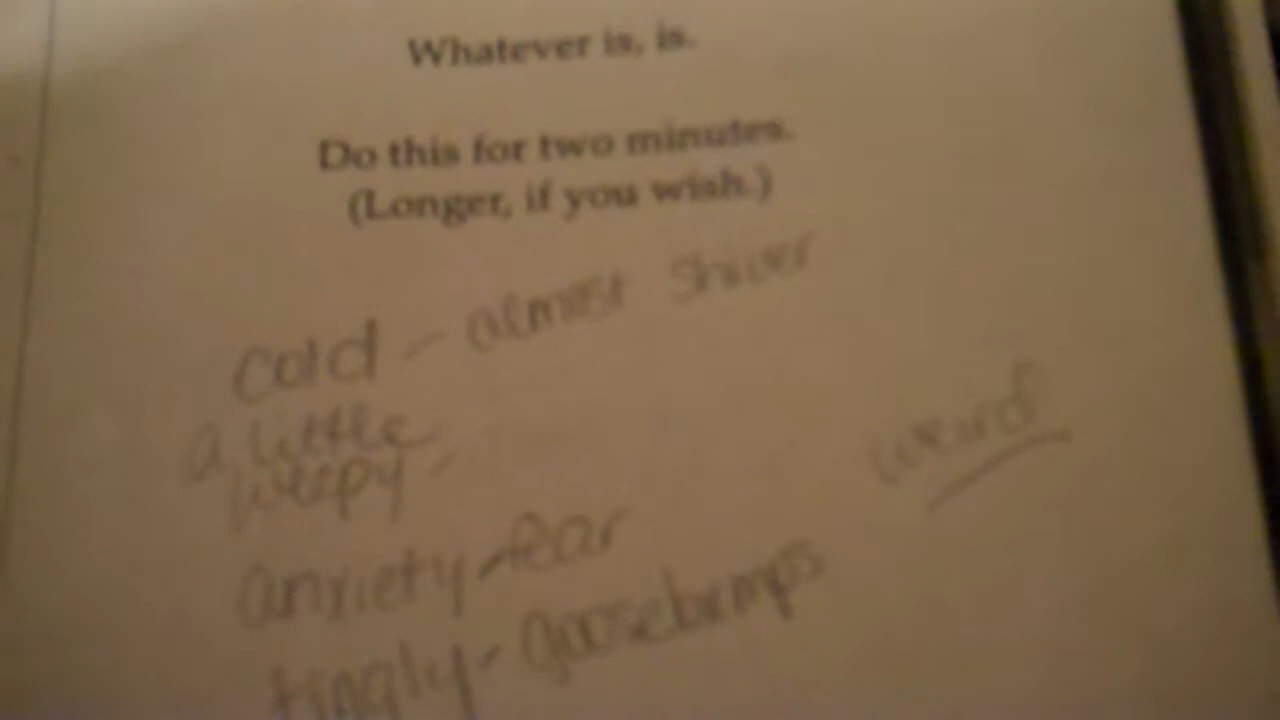 Whatever is, is.
Do this for two minutes.
(Longer, if you wish.)
cold - almost shiver
a little
weepy -
weird
anxiety - fear
tingly - goosebumps